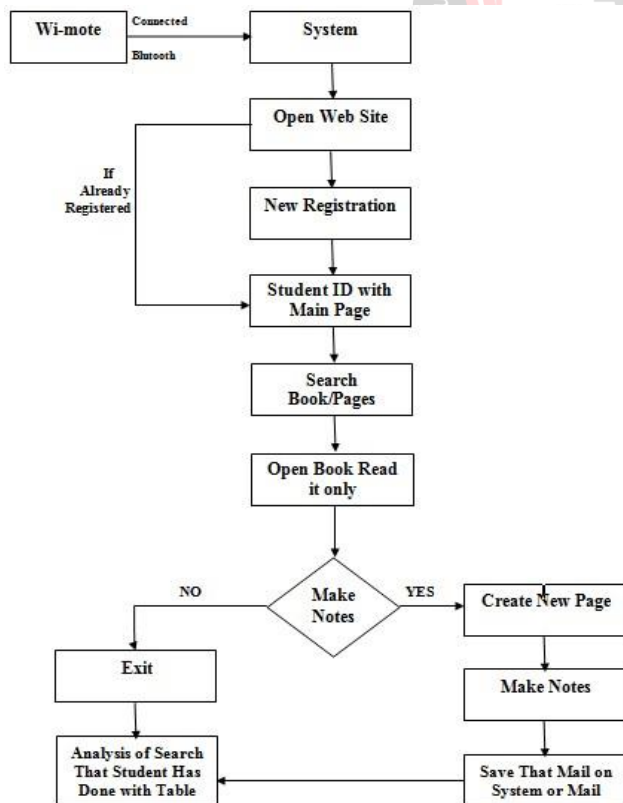 Wi-mote
Connected
Blutooth
System
Open Web Site
If
Already
Registered
New Registration
Student ID with
Main Page
Search
Book/Pages
Open Book Read
it only
Make
Notes
NO
YES
Create New Page
Exit
Make Notes
Analysis of Search
That Student Has
Done with Table
Save That Mail on
System or Mail